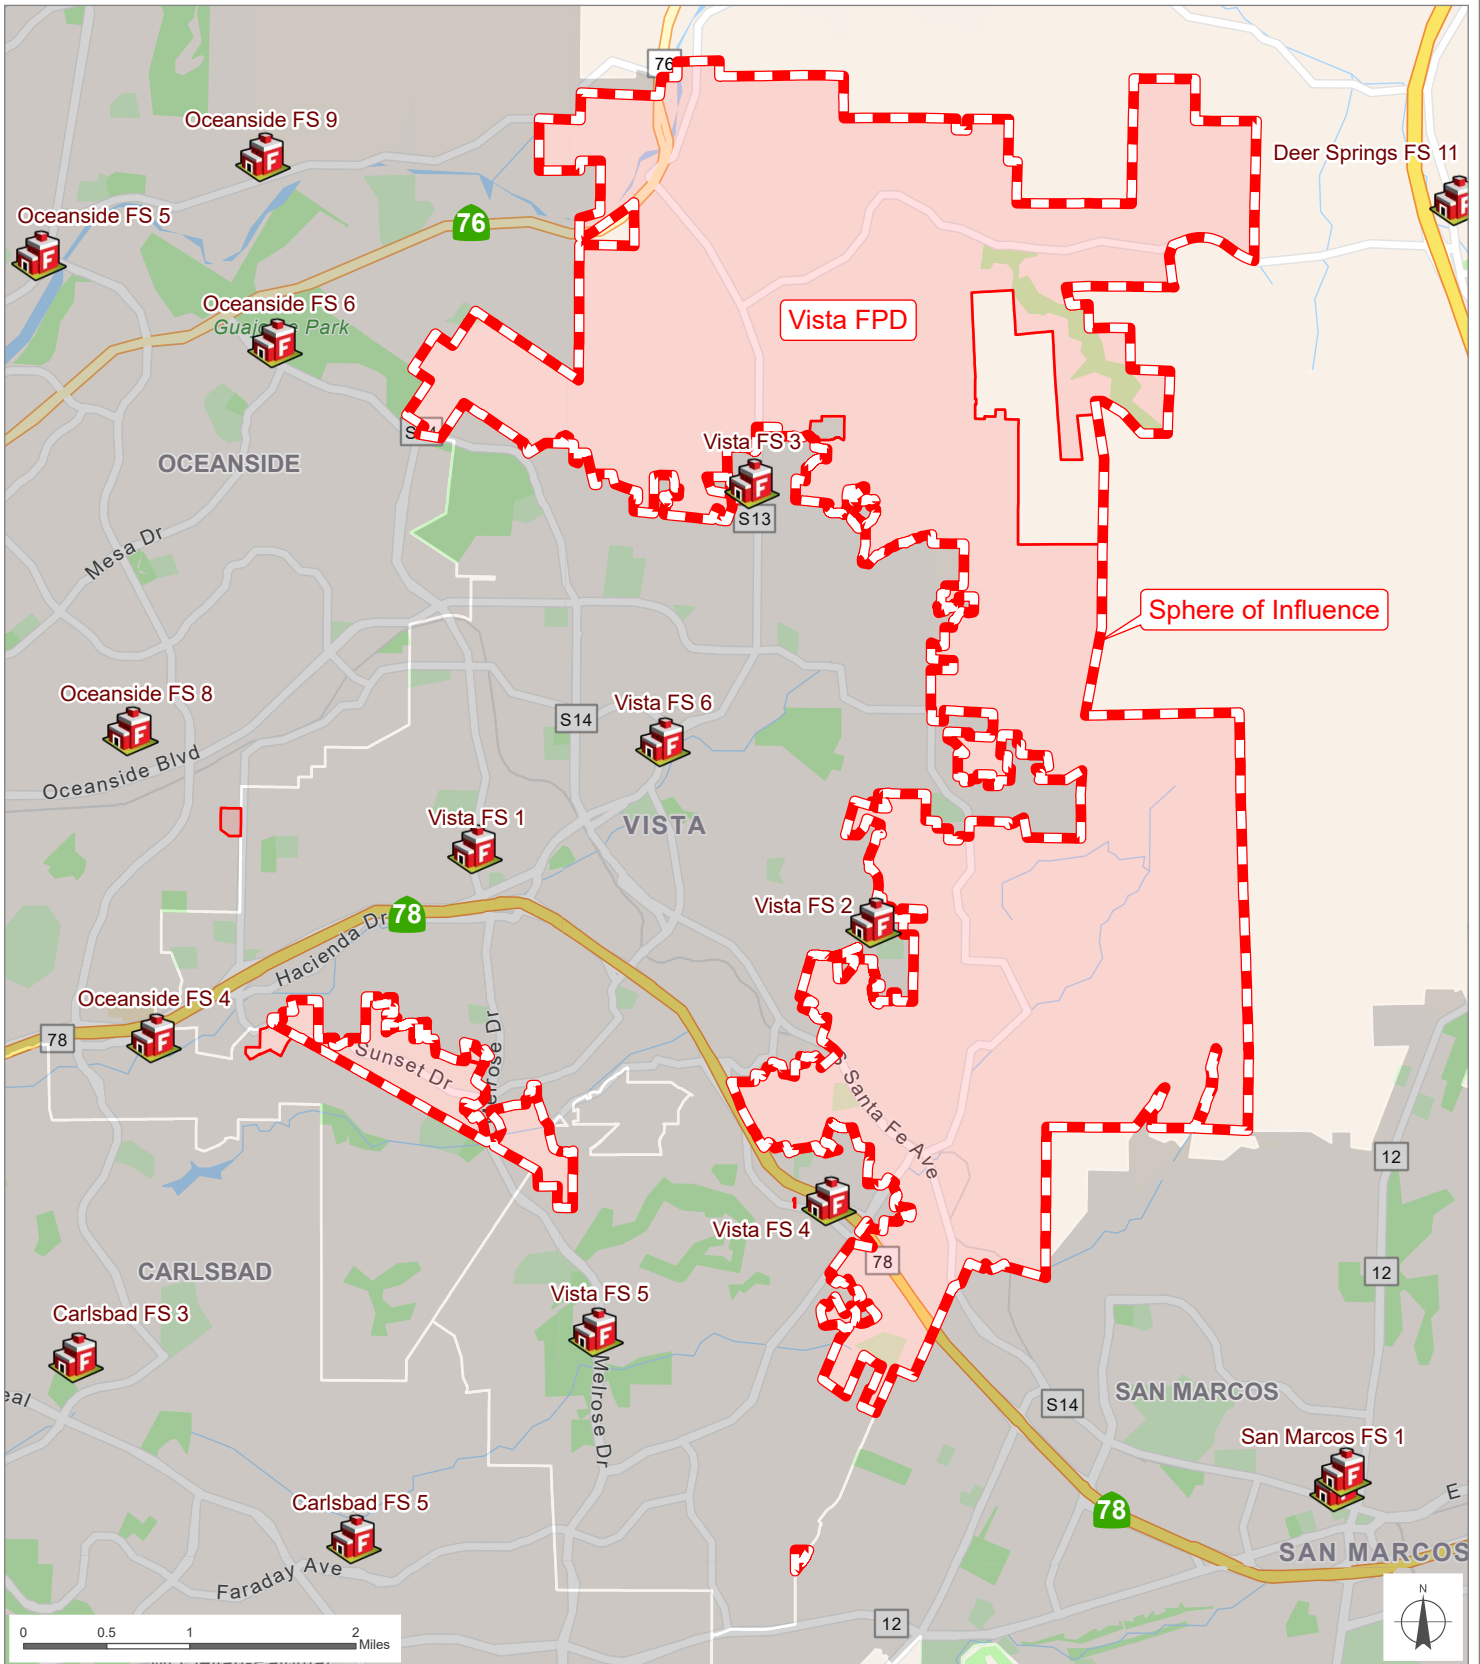 76
Oceanside FS 9
Deer Springs FS 11
Oceanside FS 5
76
Oceanside FS 6
Vista FPD
OCEANSIDE
Vista FS 3
S13
Mesa Dr
Sphere of Influence
Oceanside FS 8
Vista FS 6
S14
Oceanside Blvd
Vista FS 1
VISTA
Vista FS 2
78
Hacienda Dr
Oceanside FS 4
78
Sunset Dr
S Santa Fe Ave
12
Vista FS 4
78
CARLSBAD
12
Vista FS 5
Carlsbad FS 3
Melrose Dr
SAN MARCOS
S14
San Marcos FS 1
E
Carlsbad FS 5
78
SAN MARCOS
Faraday Ave
N
12
0 0.5 1 2
Miles